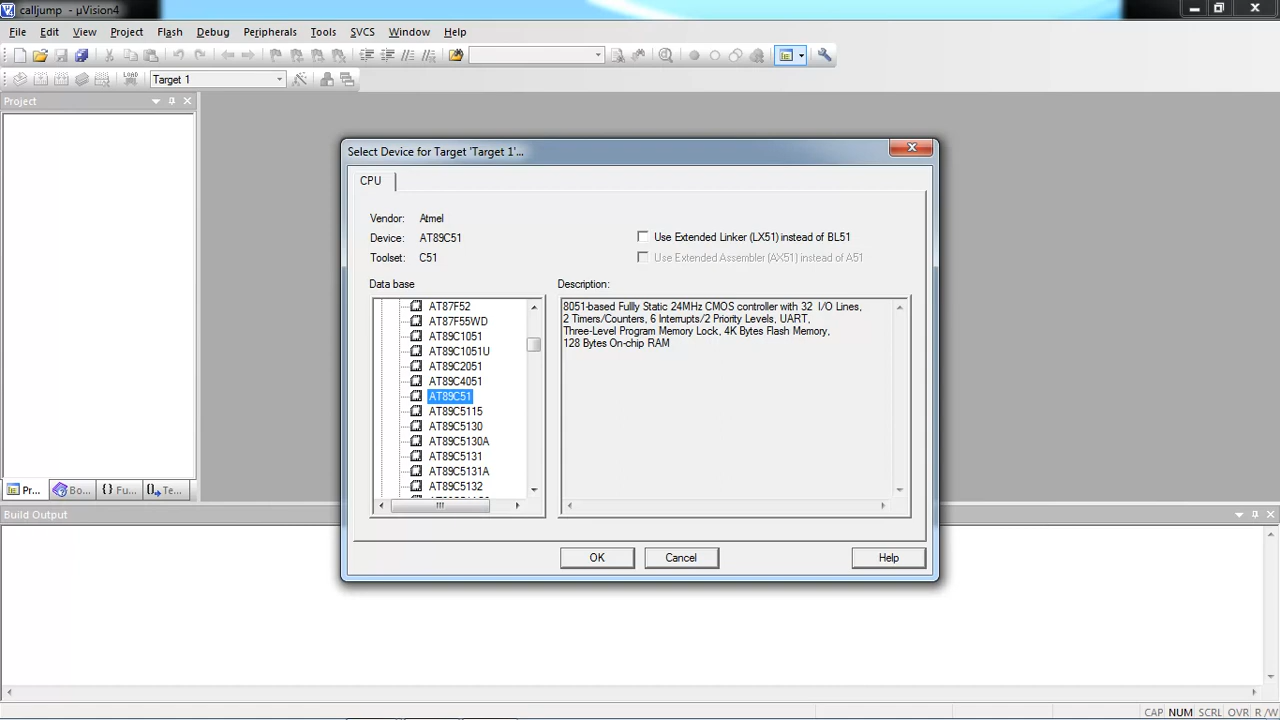 calljump - µVision4
File Edit View Project Flash Debug Peripherals Tools SVCS Window Help
LOAD Target 1
Project
Select Device for Target 'Target 1'...
CPU
Vendor: Atmel
Device: AT89C51
Toolset: C51
Use Extended Linker (LX51) instead of BL51
Use Extended Assembler (AX51) instead of A51
Data base
Description:
AT87F52
AT87F55WD
AT89C1051
AT89C1051U
AT89C2051
AT89C4051
AT89C51
AT89C5115
AT89C5130
AT89C5130A
AT89C5131
AT89C5131A
AT89C5132
8051-based Fullly Static 24MHz CMOS controller with 32 I/O Lines,
2 Timers/Counters, 6 Interrupts/2 Priority Levels, UART,
Three-Level Program Memory Lock, 4K Bytes Flash Memory,
128 Bytes On-chip RAM
OK Cancel Help
Pr... Bo... {} Fu... Te...
Build Output
CAP NUM SCRL OVR R/W